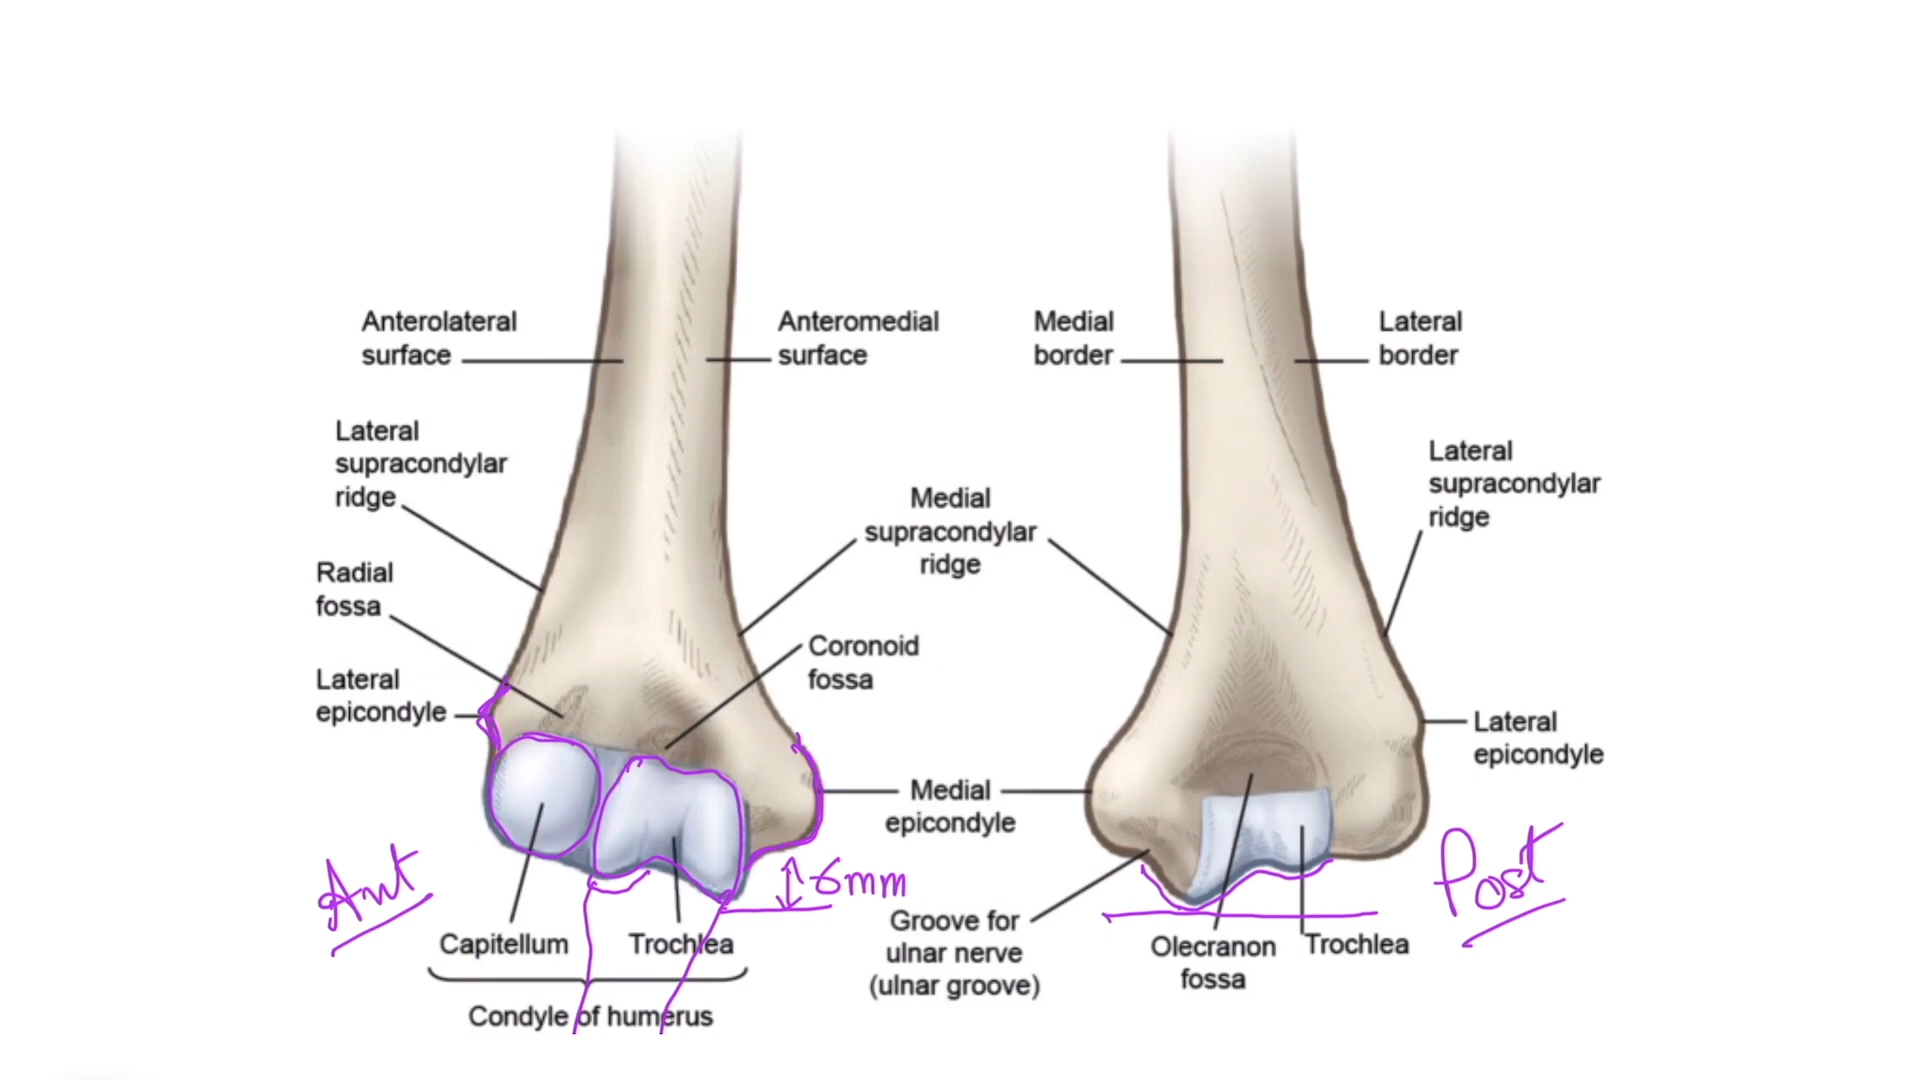 Anterolateral
surface
Anteromedial
surface
Medial
border
Lateral
border
Lateral
supracondylar
ridge
Lateral
supracondylar
ridge
Medial
supracondylar
ridge
Radial
fossa
Coronoid
fossa
Lateral
epicondyle
Lateral
epicondyle
Medial
epicondyle
Ant
6mm
Post
Groove for
ulnar nerve
(ulnar groove)
Capitellum
Trochlea
Olecranon
fossa
Trochlea
Condyle of humerus